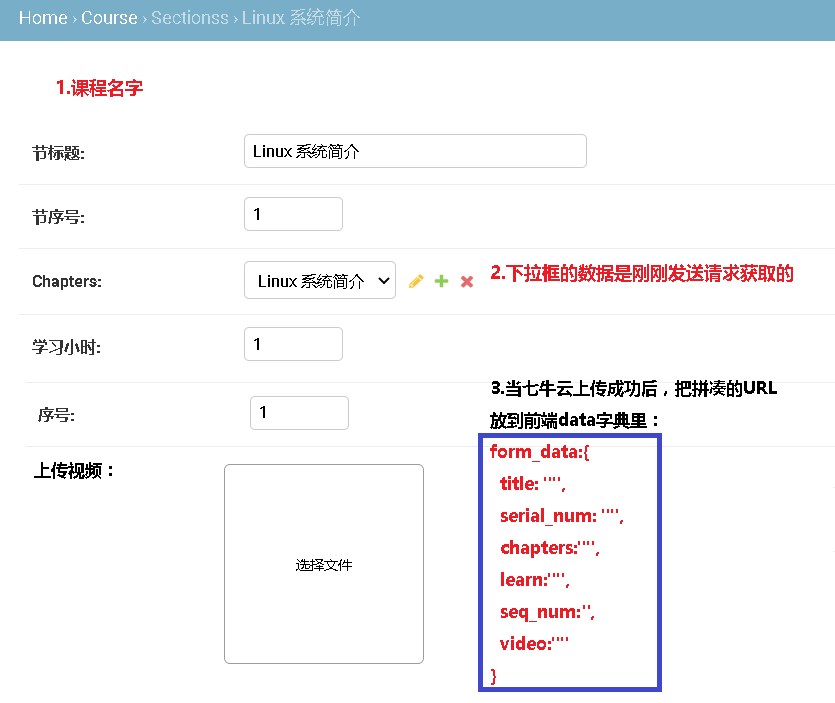 Home › Course › Sectionss › Linux 系统简介
1.课程名字
节标题: Linux 系统简介
节序号: 1
Chapters: Linux 系统简介 2.下拉框的数据是刚刚发送请求获取的
学习小时: 1
3.当七牛云上传成功后，把拼凑的URL
序号: 1
放到前端data字典里：
form_data:{
上传视频：
title: "",
serial_num: "",
chapters:"",
选择文件
learn:"",
seq_num:'',
video:""
}